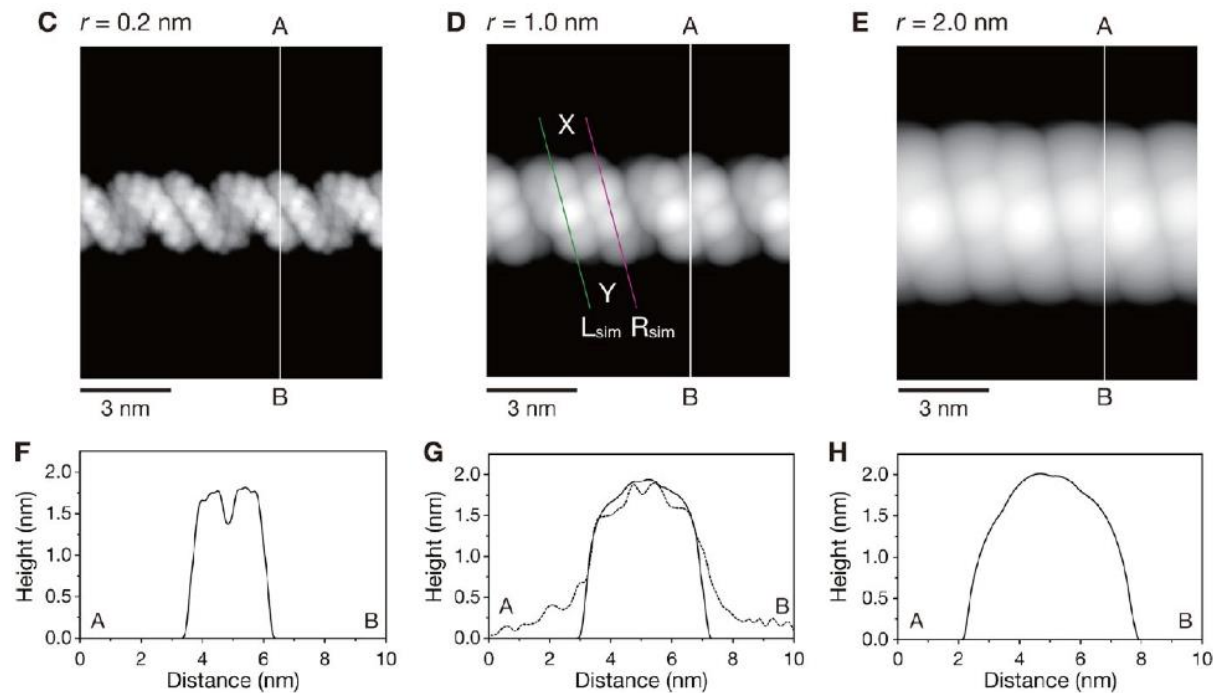 C r = 0.2 nm A
D r = 1.0 nm A
E r = 2.0 nm A
X
Y
Lsim Rsim
3 nm B
3 nm B
3 nm B
F
Height (nm)
2.0
1.5
1.0
0.5
0.0
A B
0 2 4 6 8 10
Distance (nm)
G
Height (nm)
2.0
1.5
1.0
0.5
0.0
A B
0 2 4 6 8 10
Distance (nm)
H
Height (nm)
2.0
1.5
1.0
0.5
0.0
A B
0 2 4 6 8 10
Distance (nm)